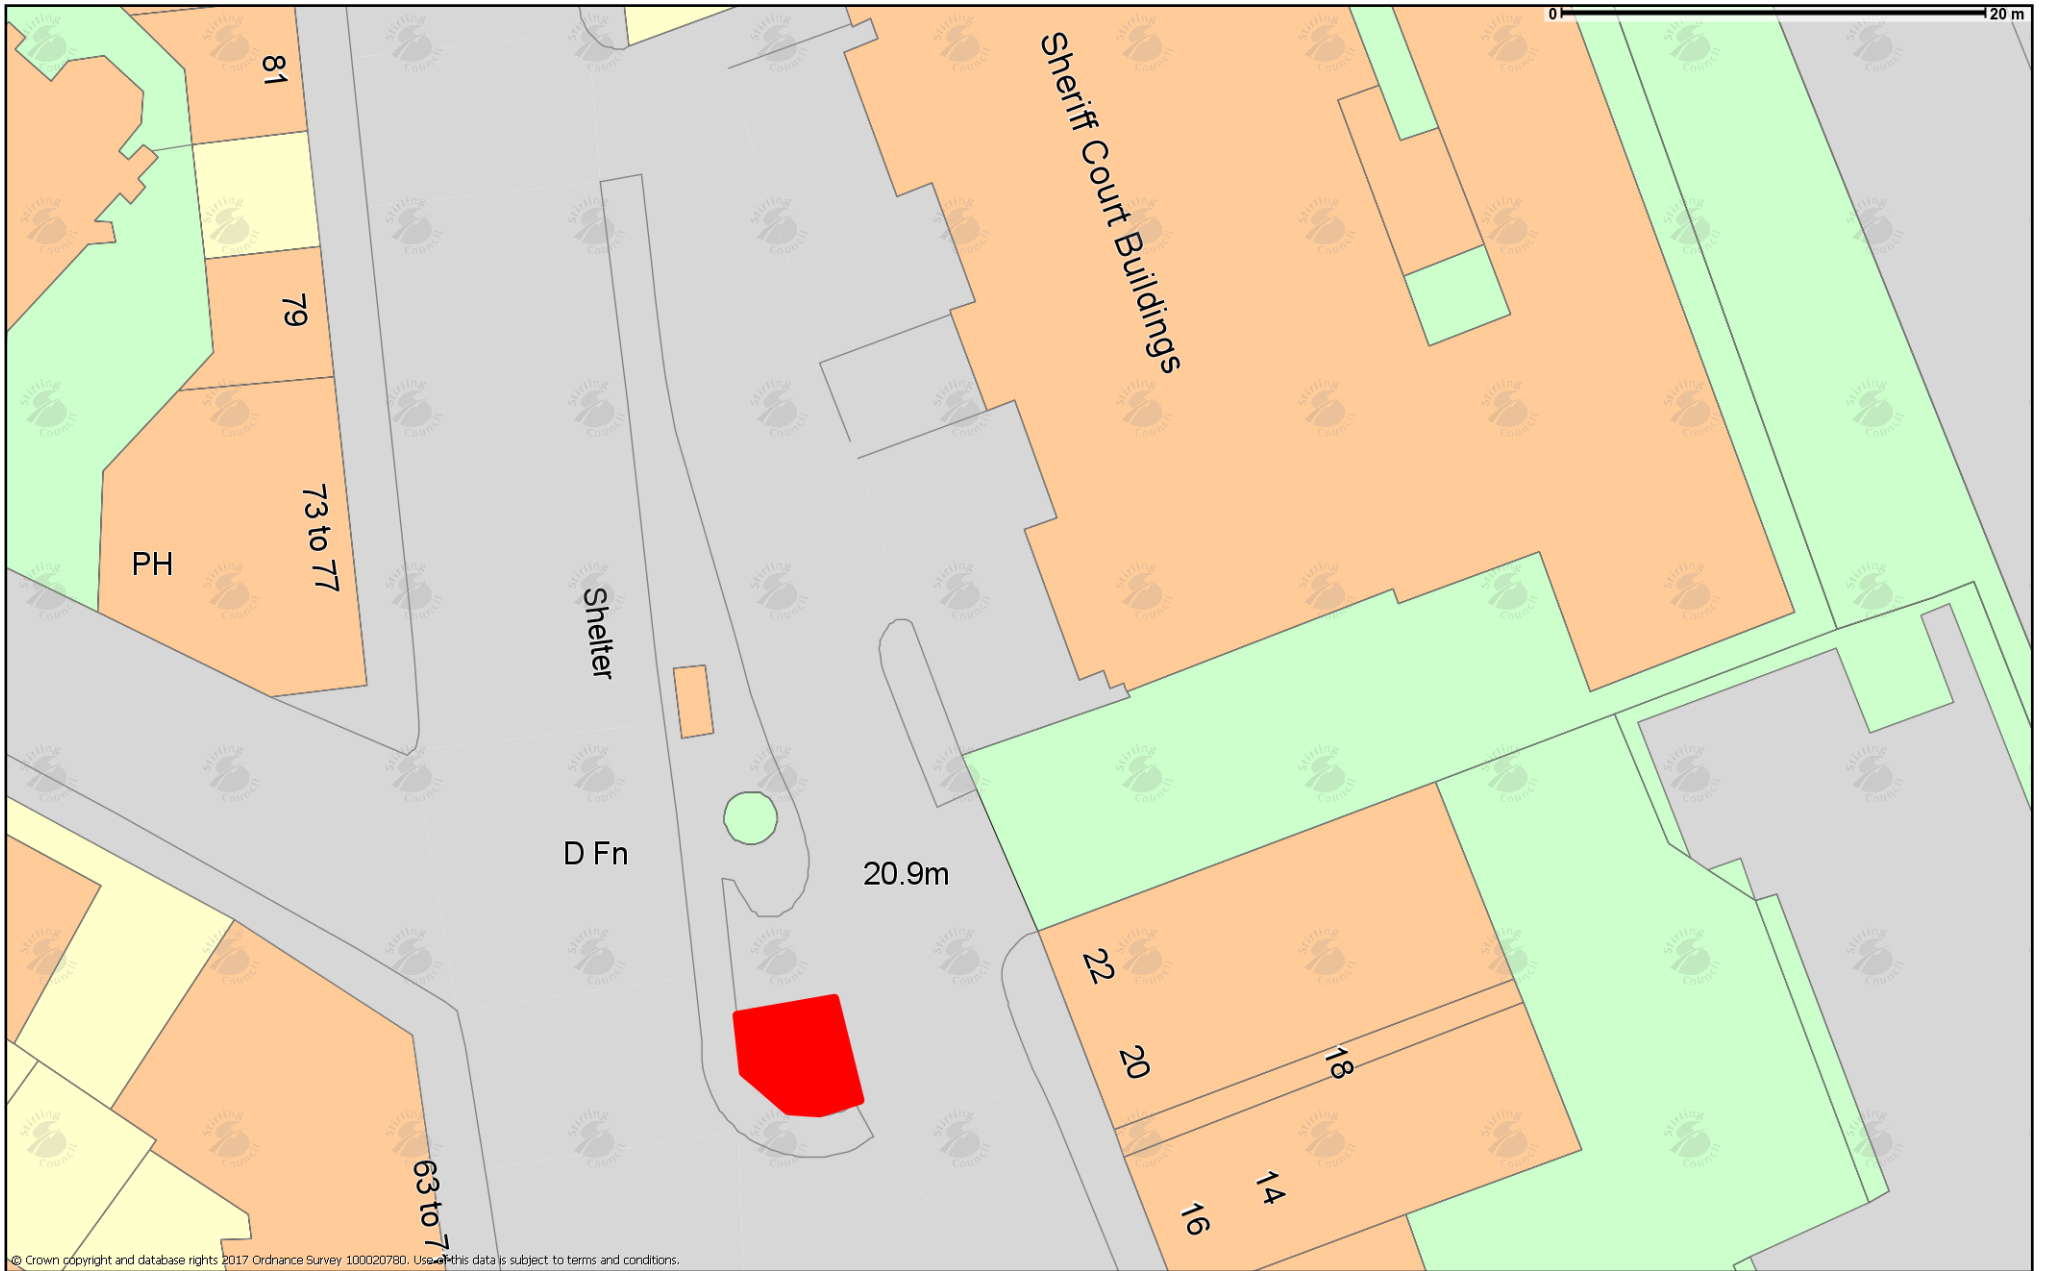 0 20 m
81
Sheriff Court Buildings
79
73 to 77
PH
Shelter
D Fn
20.9m
22
20
18
14
16
63 to 7
© Crown copyright and database rights 2017 Ordnance Survey 100020780. Use of this data is subject to terms and conditions.
Stirling Council